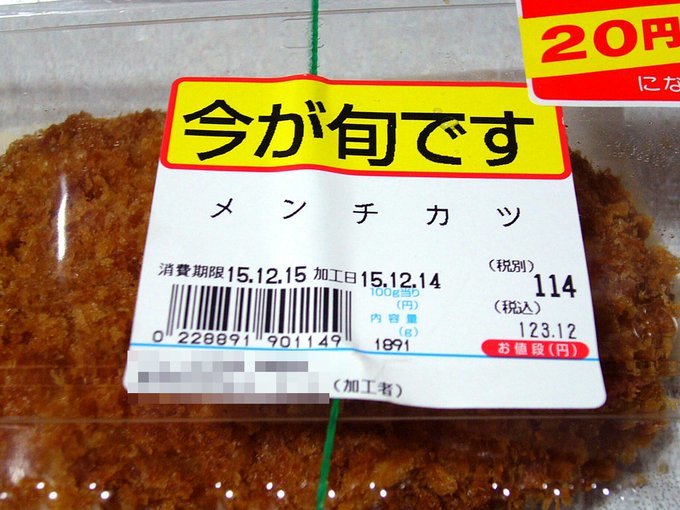 20円
にな
今が旬です
メンチカツ
消費期限15.12.15 加工日15.12.14
(税別) 114
100g当り(円)
(税込) 123.12
内容量(g)
お値段(円)
0 228891 901149
1891
(加工者)